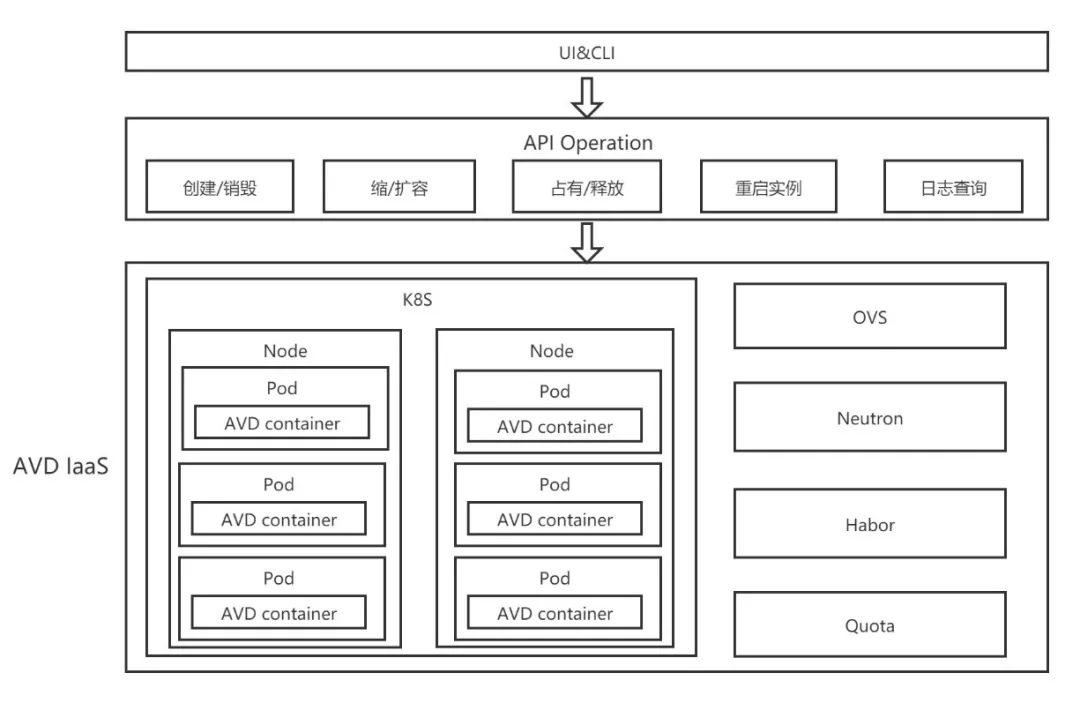 UI&CLI
API Operation
创建/销毁
缩/扩容
占有/释放
重启实例
日志查询
AVD IaaS
K8S
Node
Pod
AVD container
Pod
AVD container
Pod
AVD container
Node
Pod
AVD container
Pod
AVD container
Pod
AVD container
OVS
Neutron
Habor
Quota